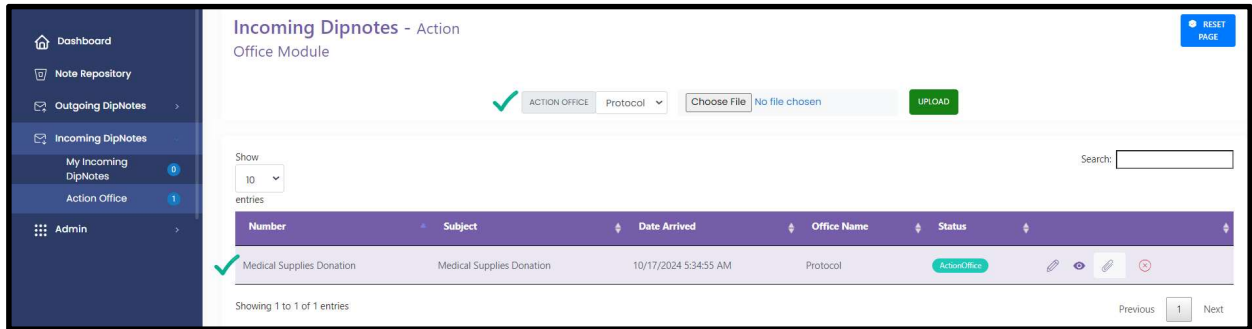 Dashboard
Note Repository
Outgoing DipNotes
Incoming DipNotes
My Incoming
DipNotes
0
Action Office
1
Admin
Incoming Dipnotes - Action
Office Module
RESET
PAGE
ACTION OFFICE Protocol Choose File No file chosen UPLOAD
Show
10
entries
Search:
Number Subject Date Arrived Office Name Status
Medical Supplies Donation Medical Supplies Donation 10/17/2024 5:34:55 AM Protocol ActionOffice
Showing 1 to 1 of 1 entries
Previous 1 Next